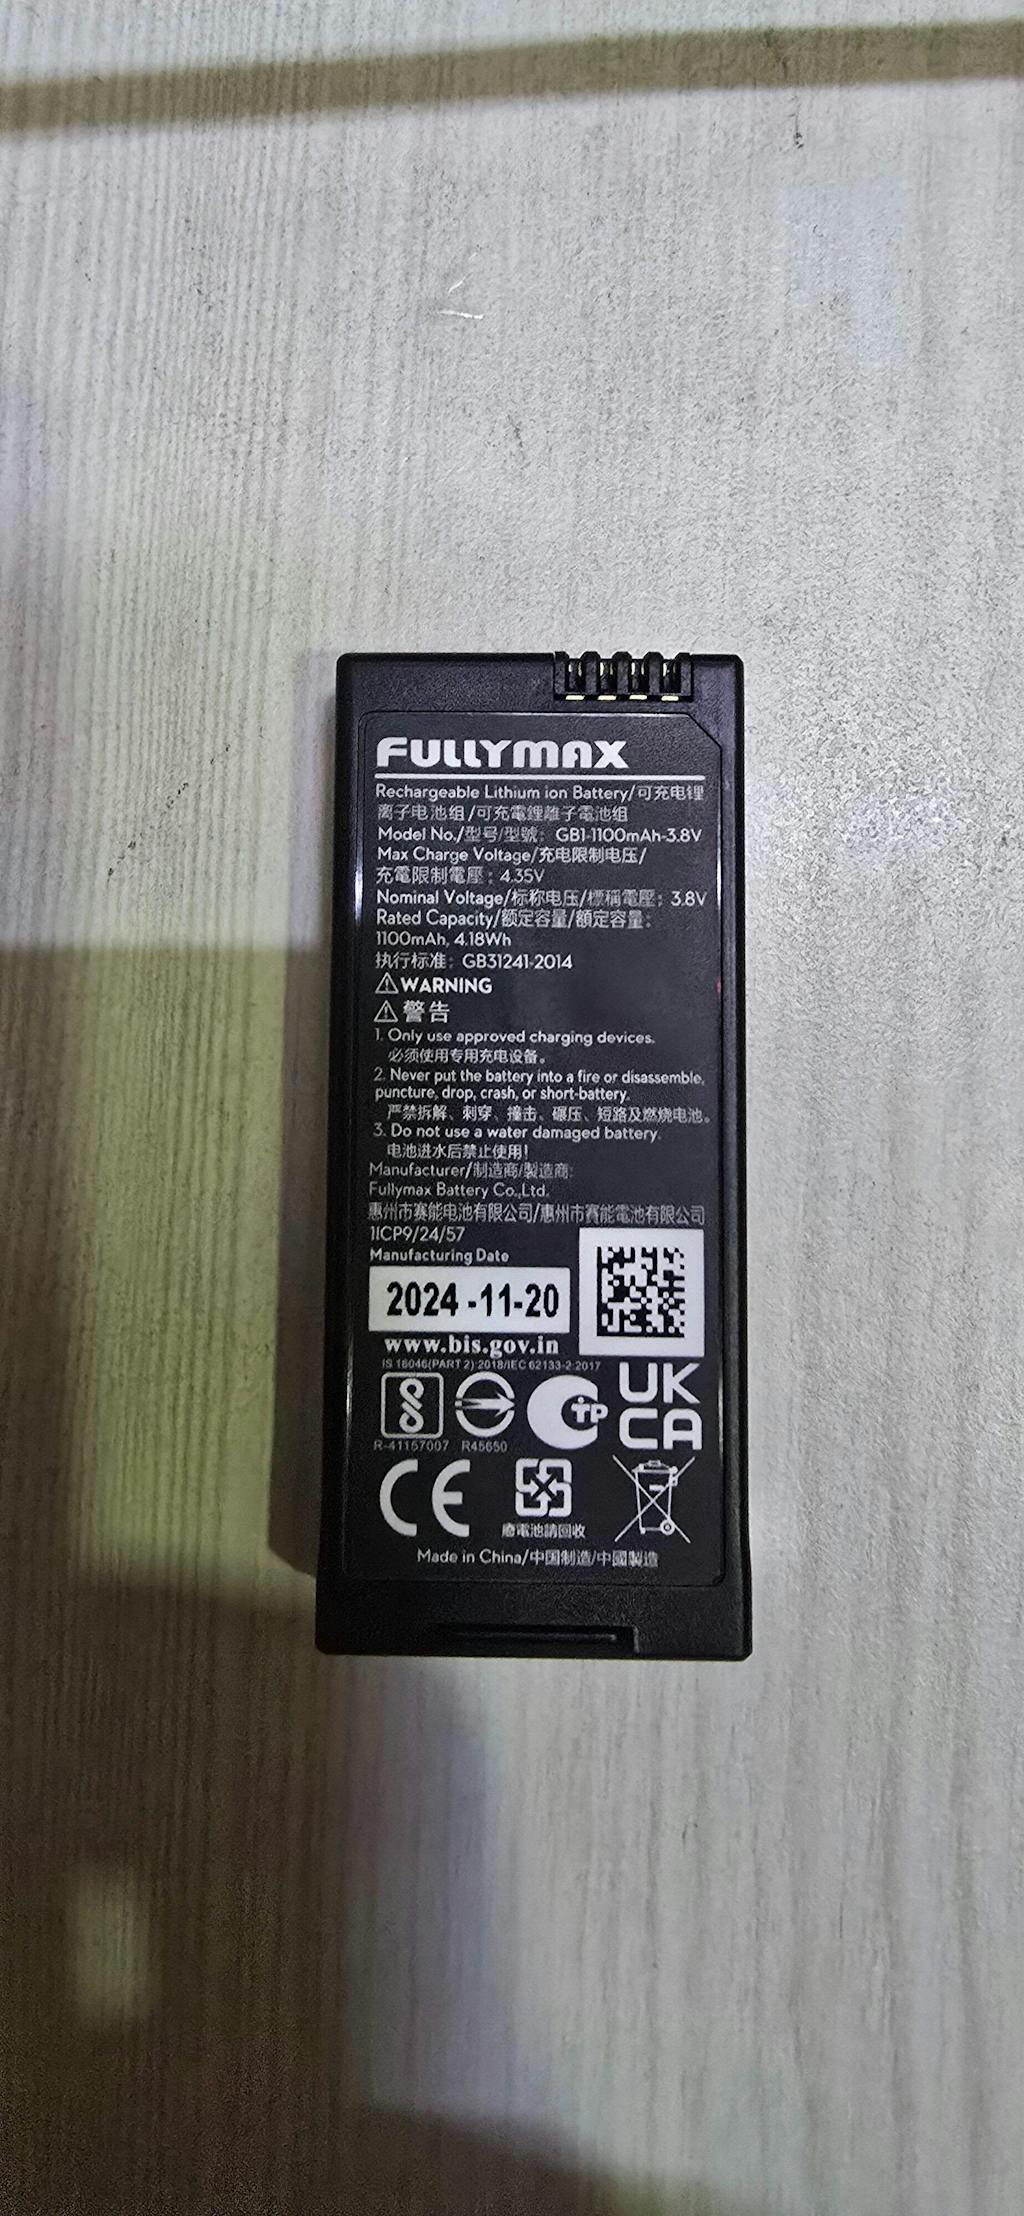 FULLYMAX
Rechargeable Lithium ion Battery/可充电锂
离子电池组/可充電鋰離子電池组
Model No./型号/型號: GB1-1100mAh-3.8V
Max Charge Voltage/充电限制电压/
充電限制電壓: 4.35V
Nominal Voltage/标称电压/標稱電壓: 3.8V
Rated Capacity/额定容量/額定容量:
1100mAh, 4.18Wh
执行标准: GB31241-2014
⚠WARNING
⚠警告
1. Only use approved charging devices.
必须使用专用充电设备。
2. Never put the battery into a fire or disassemble,
puncture, drop, crash, or short-battery.
严禁拆解、刺穿、撞击、碾压、短路及燃烧电池。
3. Do not use a water damaged battery.
电池进水后禁止使用!
Manufacturer/制造商/製造商:
Fullymax Battery Co.,Ltd.
惠州市赛能电池有限公司/惠州市賽能電池有限公司
1ICP9/24/57
Manufacturing Date
2024 -11-20
www.bis.gov.in
IS 16046(PART 2):2018/IEC 62133-2:2017
R-41157007 R45650
TP
UK
CA
CE
廢電池請回收
Made in China/中国制造/中國製造